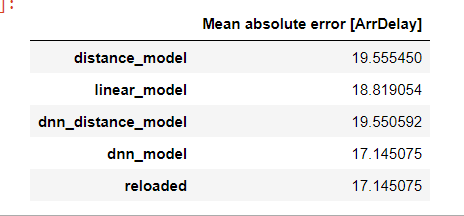 ]:
Mean absolute error [ArrDelay]
distance_model 19.555450
linear_model 18.819054
dnn_distance_model 19.550592
dnn_model 17.145075
reloaded 17.145075